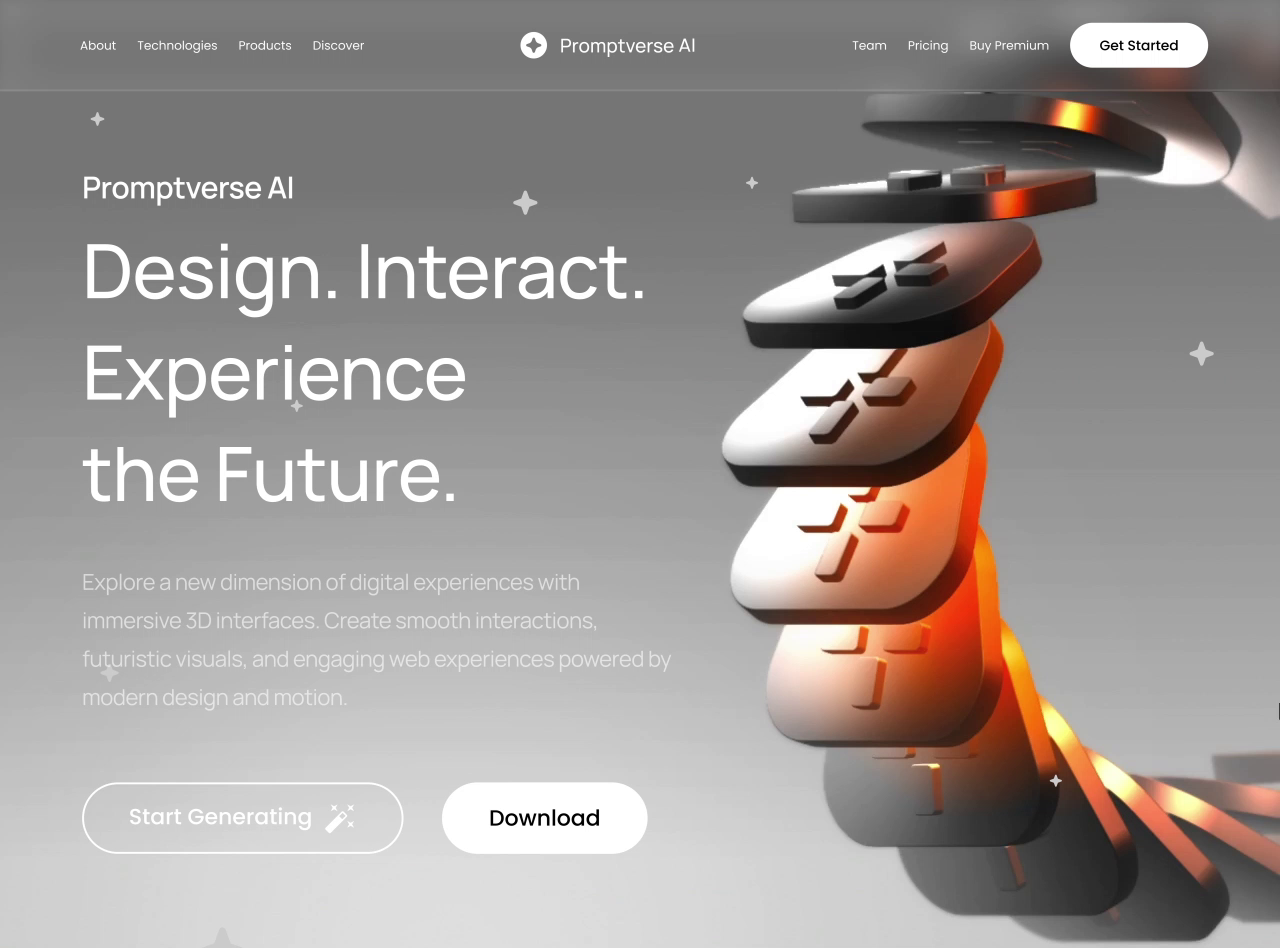 About
Technologies
Products
Discover
Promptverse AI
Team
Pricing
Buy Premium
Get Started
Promptverse AI
Design. Interact.
Experience
the Future.
Explore a new dimension of digital experiences with
immersive 3D interfaces. Create smooth interactions,
futuristic visuals, and engaging web experiences powered by
modern design and motion.
Start Generating
Download